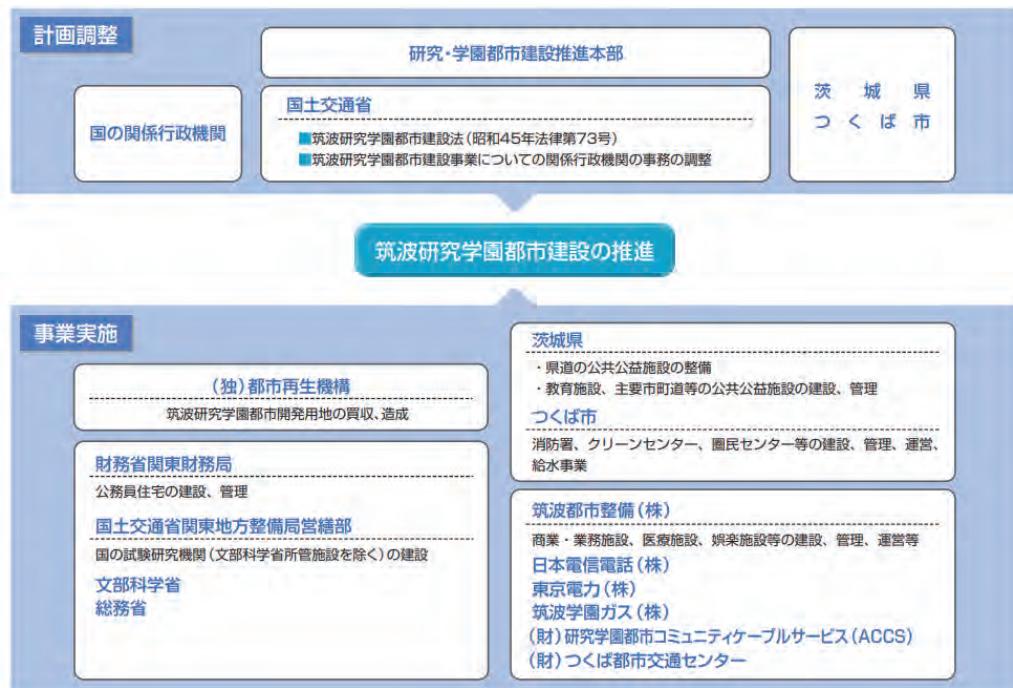 計画調整
研究・学園都市建設推進本部
国の関係行政機関
国土交通省
■筑波研究学園都市建設法（昭和45年法律第73号）
■筑波研究学園都市建設事業についての関係行政機関の事務の調整
茨城県
つくば市
筑波研究学園都市建設の推進
事業実施
（独）都市再生機構
筑波研究学園都市開発用地の買収、造成
財務省関東財務局
公務員住宅の建設、管理
国土交通省関東地方整備局営繕部
国の試験研究機関（文部科学省所管施設を除く）の建設
文部科学省
総務省
茨城県
・県道の公共公益施設の整備
・教育施設、主要市町道等の公共公益施設の建設、管理
つくば市
消防署、クリーンセンター、圏民センター等の建設、管理、運営、
給水事業
筑波都市整備（株）
商業・業務施設、医療施設、娯楽施設等の建設、管理、運営等
日本電信電話（株）
東京電力（株）
筑波学園ガス（株）
（財）研究学園都市コミュニティケーブルサービス（ACCS）
（財）つくば都市交通センター